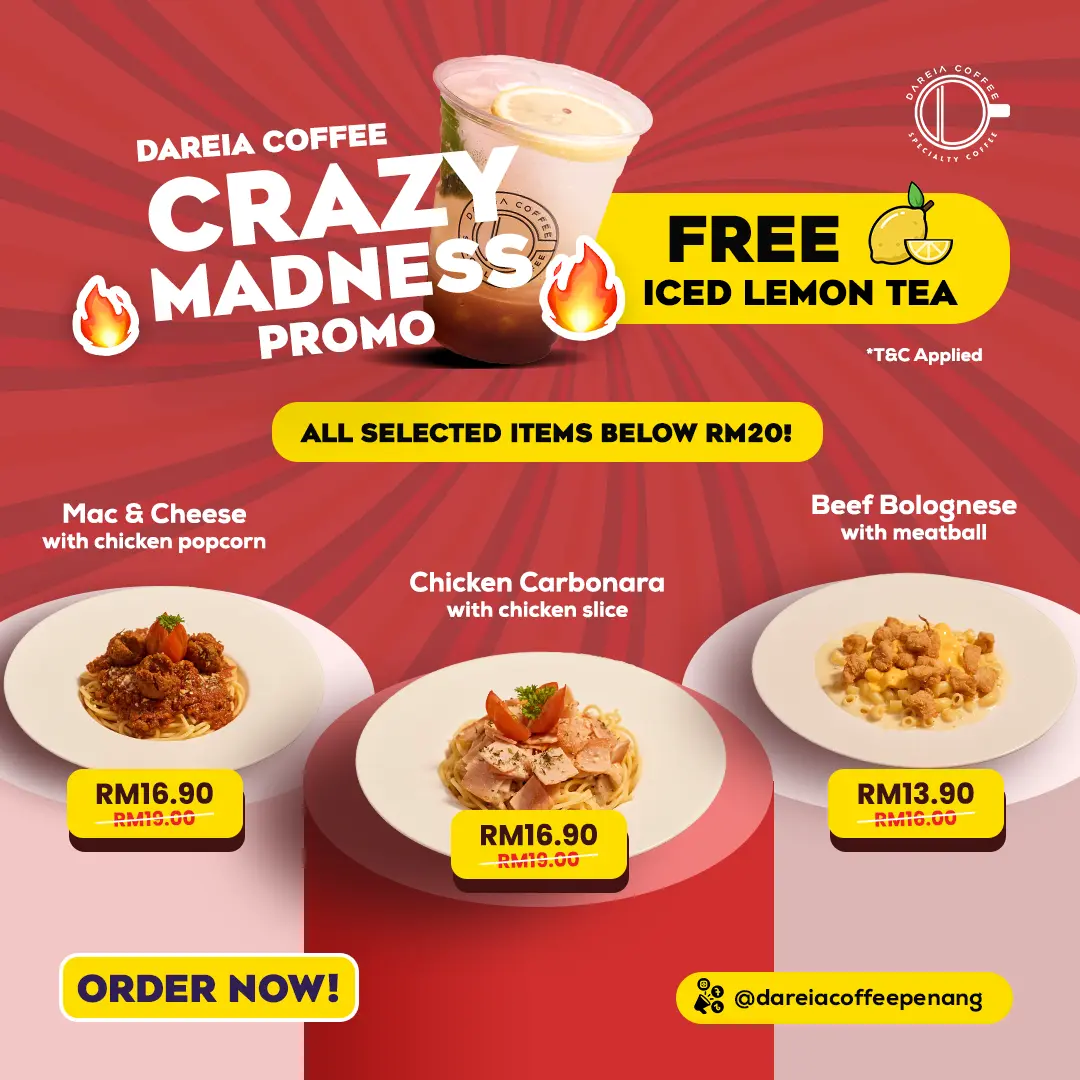 DAREIA COFFEE
SPECIALTY COFFEE
DAREIA COFFEE
CRAZY
MADNESS
PROMO
DAREIA COFFEE
FREE
ICED LEMON TEA
*T&C Applied
ALL SELECTED ITEMS BELOW RM20!
Mac & Cheese
with chicken popcorn
Chicken Carbonara
with chicken slice
Beef Bolognese
with meatball
RM16.90
RM19.00
RM16.90
RM19.00
RM13.90
RM16.00
ORDER NOW!
@dareiacoffeepenang